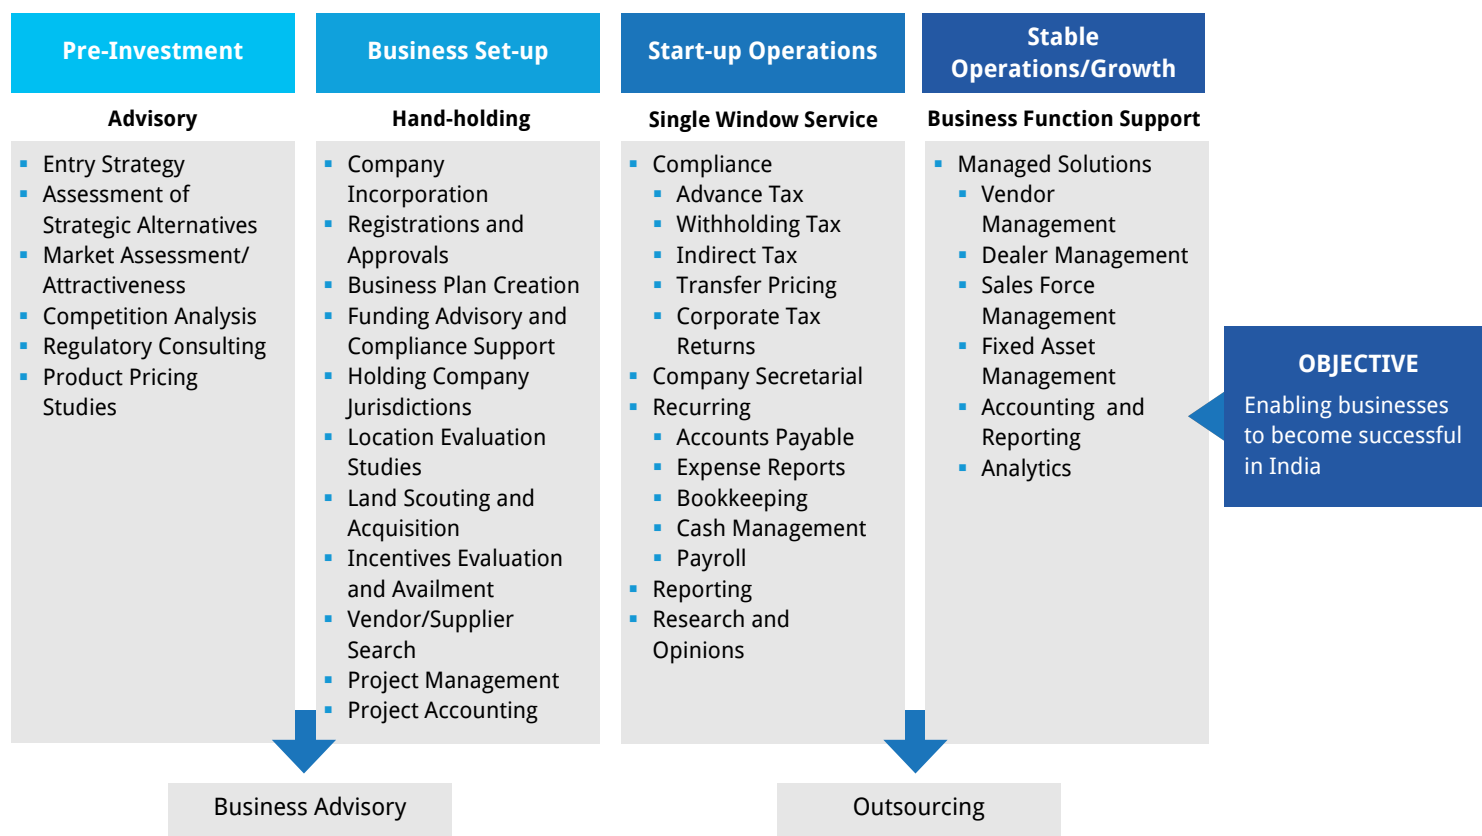 Pre-Investment
Advisory
Entry Strategy
Assessment of
Strategic Alternatives
Market Assessment/
Attractiveness
Competition Analysis
Regulatory Consulting
Product Pricing
Studies
Business Set-up
Hand-holding
Company
Incorporation
Registrations and
Approvals
Business Plan Creation
Funding Advisory and
Compliance Support
Holding Company
Jurisdictions
Location Evaluation
Studies
Land Scouting and
Acquisition
Incentives Evaluation
and Availment
Vendor/Supplier
Search
Project Management
Project Accounting
Start-up Operations
Single Window Service
Compliance
Advance Tax
Withholding Tax
Indirect Tax
Transfer Pricing
Corporate Tax
Returns
Company Secretarial
Recurring
Accounts Payable
Expense Reports
Bookkeeping
Cash Management
Payroll
Reporting
Research and
Opinions
Stable
Operations/Growth
Business Function Support
Managed Solutions
Vendor
Management
Dealer Management
Sales Force
Management
Fixed Asset
Management
Accounting and
Reporting
Analytics
OBJECTIVE
Enabling businesses
to become successful
in India
Business Advisory
Outsourcing